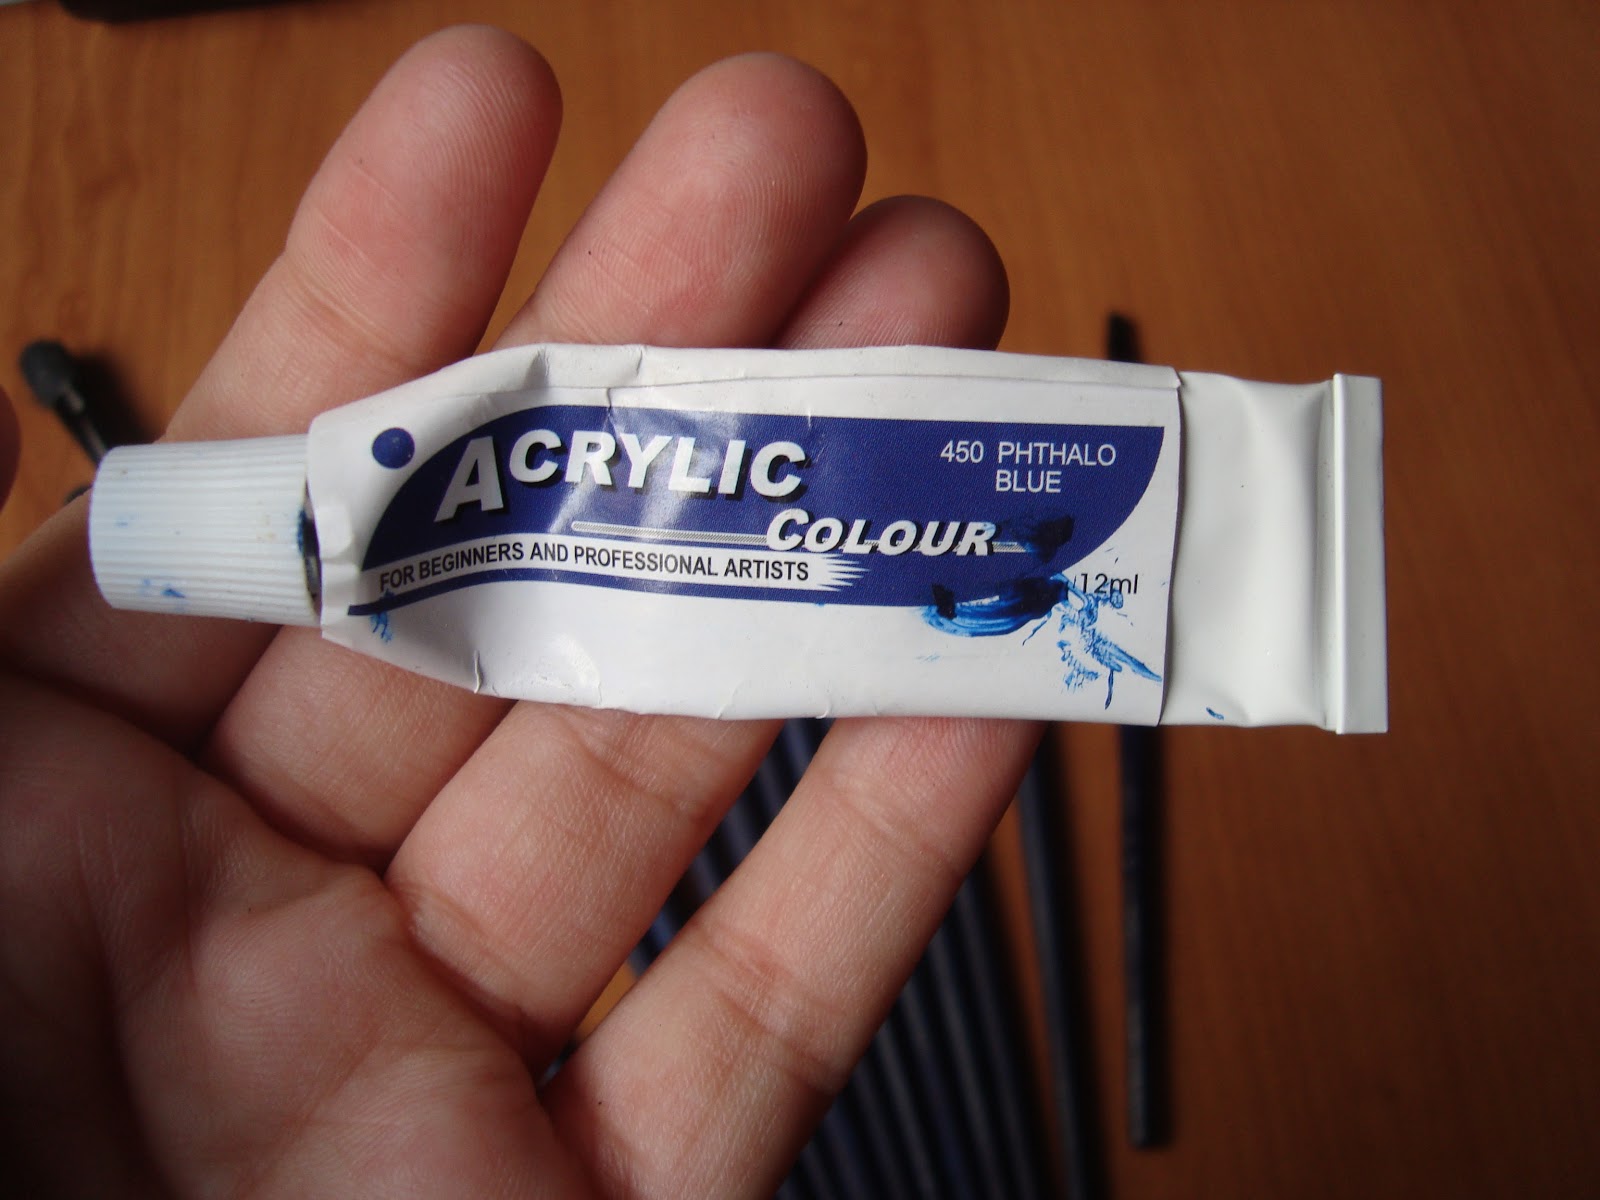 ACRYLIC
COLOUR
FOR BEGINNERS AND PROFESSIONAL ARTISTS
450 PHTHALO
BLUE
12ml